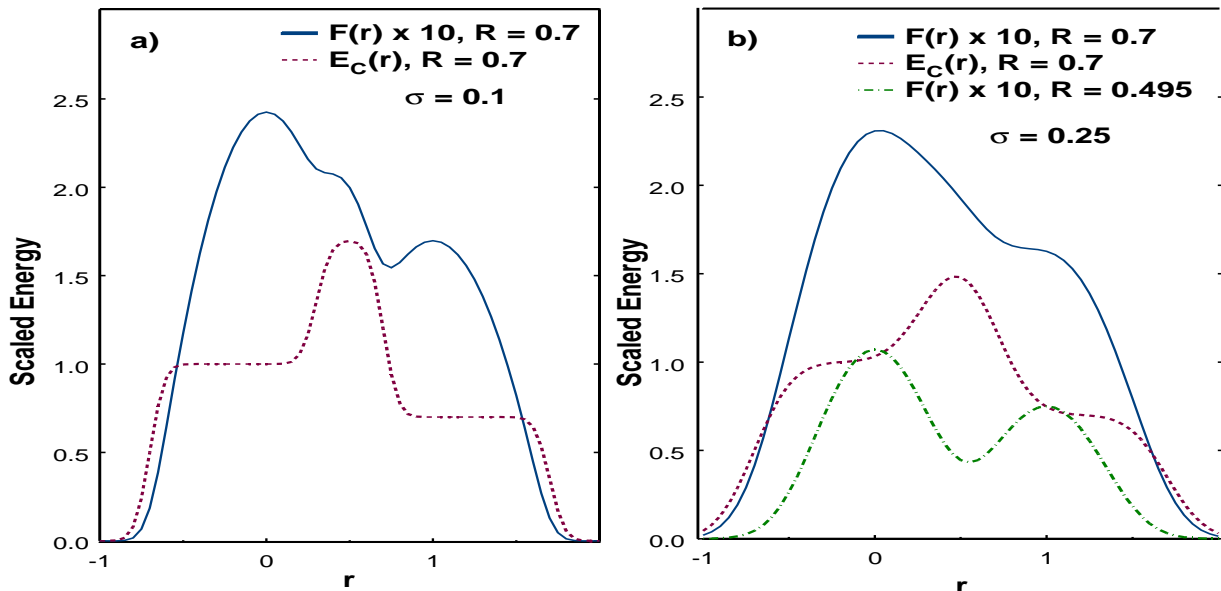 a)
F(r) x 10, R = 0.7
E_C(r), R = 0.7
σ = 0.1
2.5
2.0
1.5
1.0
0.5
0.0
-1
0
1
r
Scaled Energy
b)
F(r) x 10, R = 0.7
E_C(r), R = 0.7
F(r) x 10, R = 0.495
σ = 0.25
2.5
2.0
1.5
1.0
0.5
0.0
-1
0
1
r
Scaled Energy